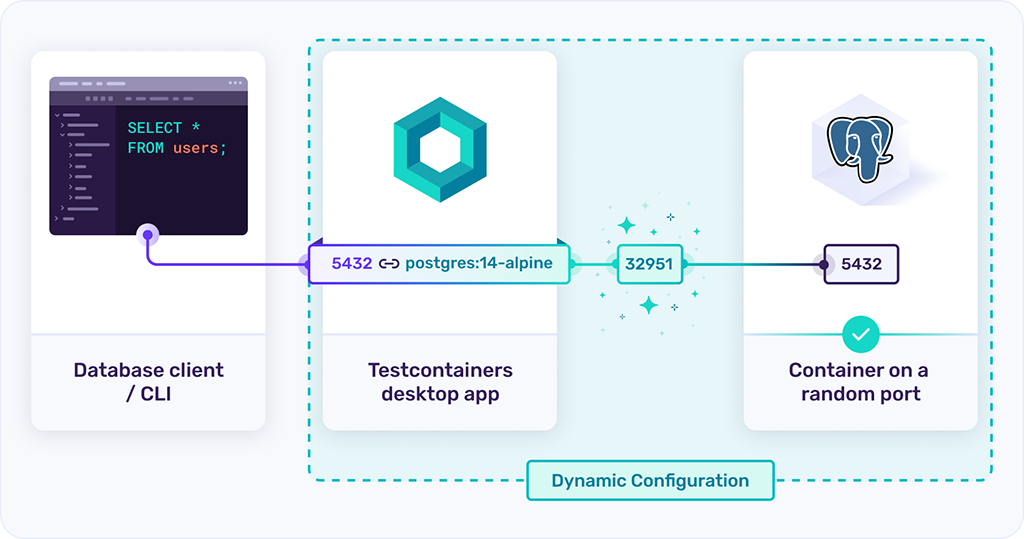 SELECT *
FROM users;
5432 postgres:14-alpine
32951
5432
Database client
/ CLI
Testcontainers
desktop app
Container on a
random port
Dynamic Configuration